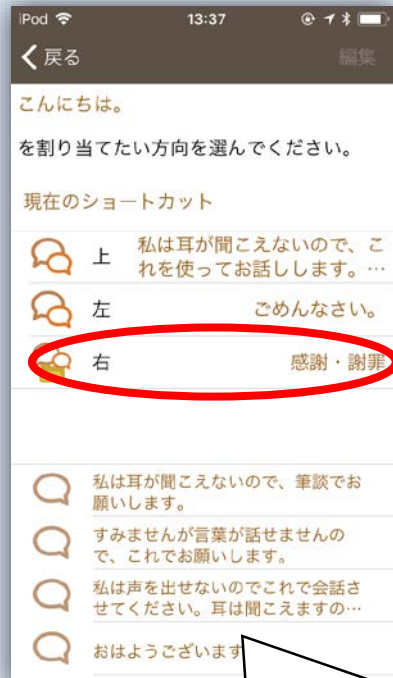 iPod 13:37
戻る 編集
こんにちは。
を割り当てたい方向を選んでください。
現在のショートカット
上 私は耳が聞こえないので、こ
れを使ってお話しします。…
左 ごめんなさい。
右 感謝・謝罪
私は耳が聞こえないので、筆談でお
願いします。
すみませんが言葉が話せませんの
で、これでお願いします。
私は声を出せないのでこれで会話さ
せてください。耳は聞こえますの…
おはようございます